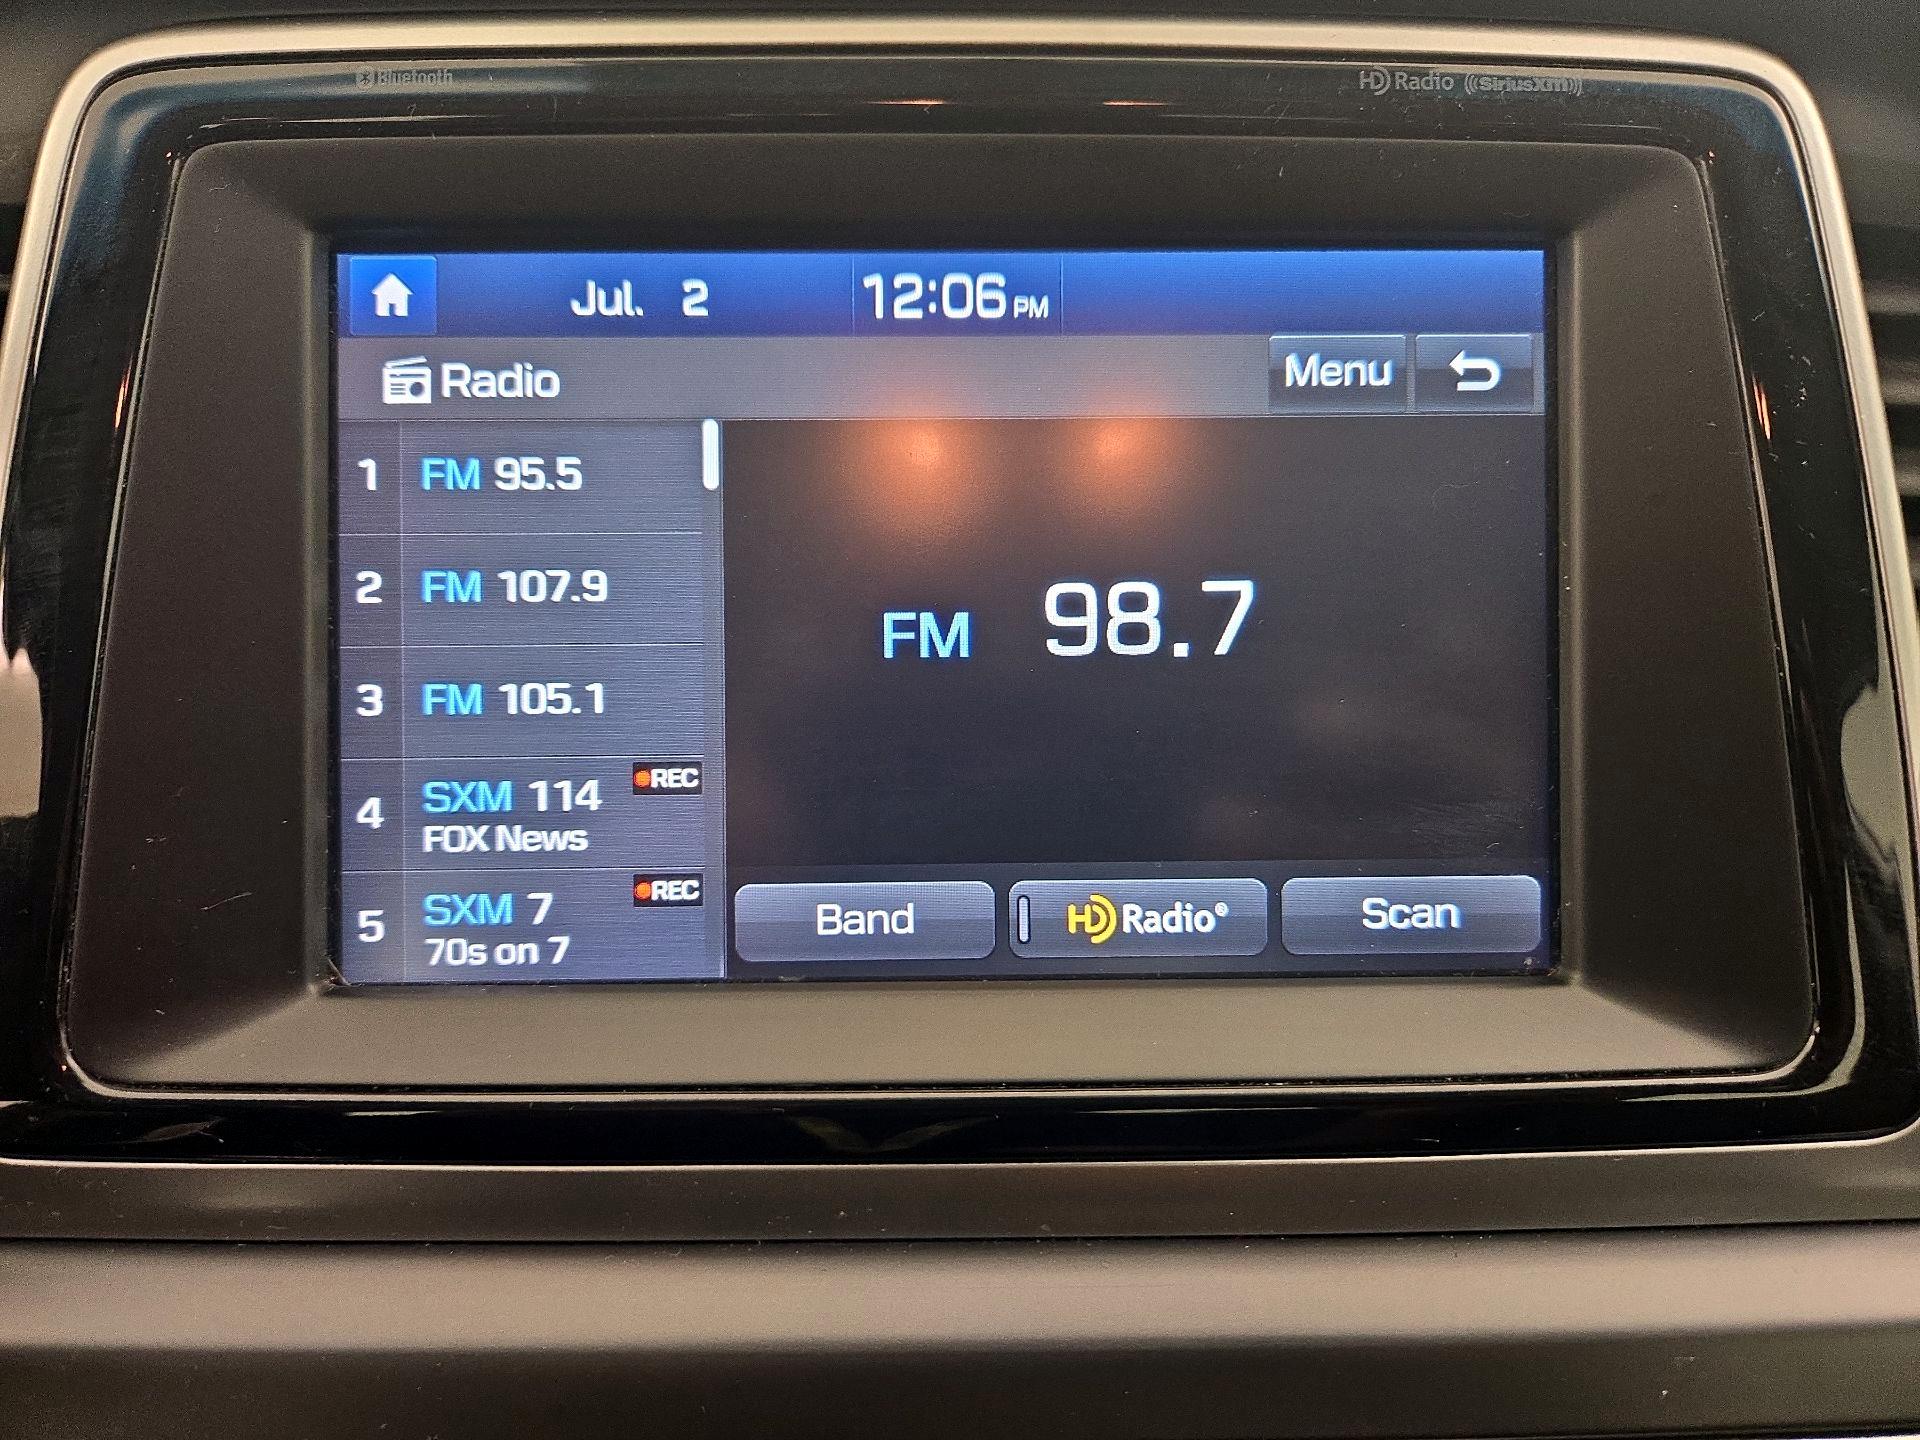 Bluetooth
HD Radio ((SiriusXM))
Jul. 2
12:06 PM
Radio
Menu
1 FM 95.5
2 FM 107.9
3 FM 105.1
4 SXM 114 REC
FOX News
5 SXM 7 REC
70s on 7
FM 98.7
Band
HD Radio®
Scan